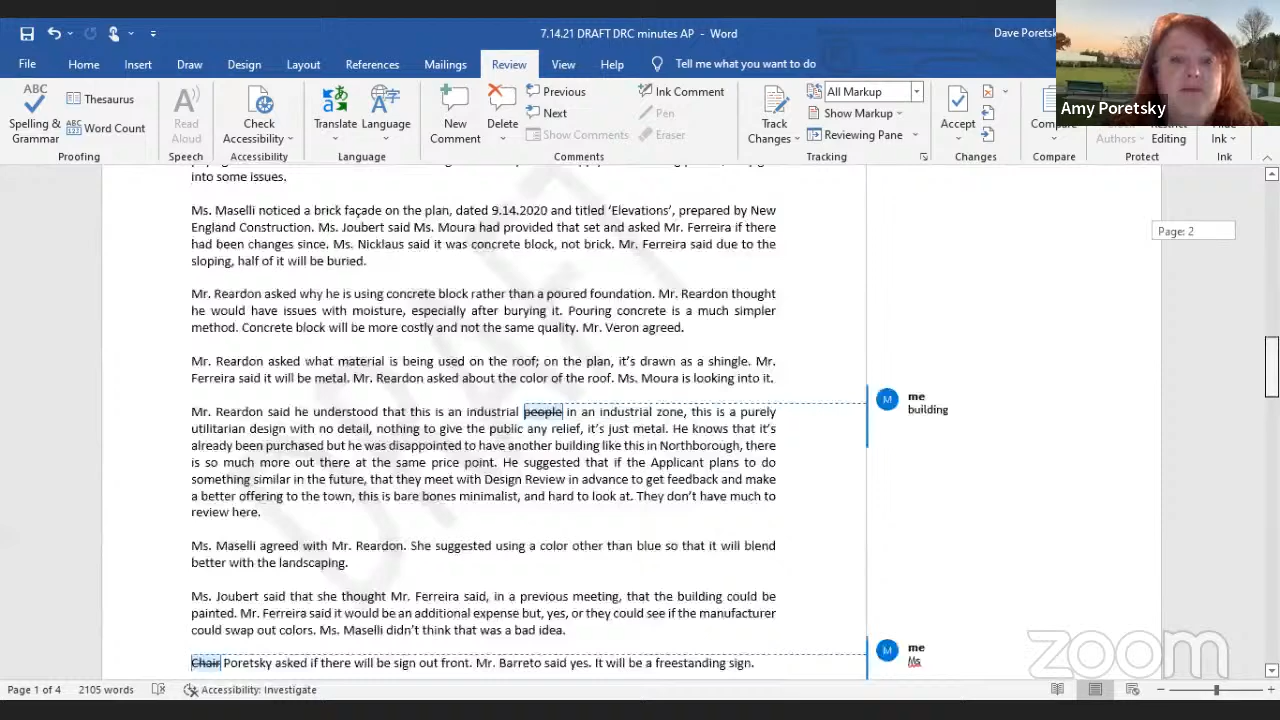 7.14.21 DRAFT DRC minutes AP - Word
Dave Poretsky
File Home Insert Draw Design Layout References Mailings Review View Help Tell me what you want to do
Amy Poretsky
ABC
Spelling & Grammar
Thesaurus
ABC 123 Word Count
Proofing
Read Aloud
Speech
Check Accessibility
Accessibility
Translate Language
Language
New Comment
Delete
Previous
Next
Show Comments
Comments
Ink Comment
Pen
Eraser
Track Changes
All Markup
Show Markup
Reviewing Pane
Tracking
Accept
Changes
Compare
Compare
Authors
Editing
Protect
Ink
Ink
into some issues.
Ms. Maselli noticed a brick façade on the plan, dated 9.14.2020 and titled ‘Elevations’, prepared by New
England Construction. Ms. Joubert said Ms. Moura had provided that set and asked Mr. Ferreira if there
had been changes since. Ms. Nicklaus said it was concrete block, not brick. Mr. Ferreira said due to the
sloping, half of it will be buried.
Mr. Reardon asked why he is using concrete block rather than a poured foundation. Mr. Reardon thought
he would have issues with moisture, especially after burying it. Pouring concrete is a much simpler
method. Concrete block will be more costly and not the same quality. Mr. Veron agreed.
Mr. Reardon asked what material is being used on the roof; on the plan, it’s drawn as a shingle. Mr.
Ferreira said it will be metal. Mr. Reardon asked about the color of the roof. Ms. Moura is looking into it.
Mr. Reardon said he understood that this is an industrial people in an industrial zone, this is a purely
utilitarian design with no detail, nothing to give the public any relief, it’s just metal. He knows that it’s
already been purchased but he was disappointed to have another building like this in Northborough, there
is so much more out there at the same price point. He suggested that if the Applicant plans to do
something similar in the future, that they meet with Design Review in advance to get feedback and make
a better offering to the town, this is bare bones minimalist, and hard to look at. They don’t have much to
review here.
Ms. Maselli agreed with Mr. Reardon. She suggested using a color other than blue so that it will blend
better with the landscaping.
Ms. Joubert said that she thought Mr. Ferreira said, in a previous meeting, that the building could be
painted. Mr. Ferreira said it would be an additional expense but, yes, or they could see if the manufacturer
could swap out colors. Ms. Maselli didn’t think that was a bad idea.
Chair Poretsky asked if there will be sign out front. Mr. Barreto said yes. It will be a freestanding sign.
DRAFT
Page: 2
M me
building
M me
Ms
zoom
Page 1 of 4 2105 words Accessibility: Investigate